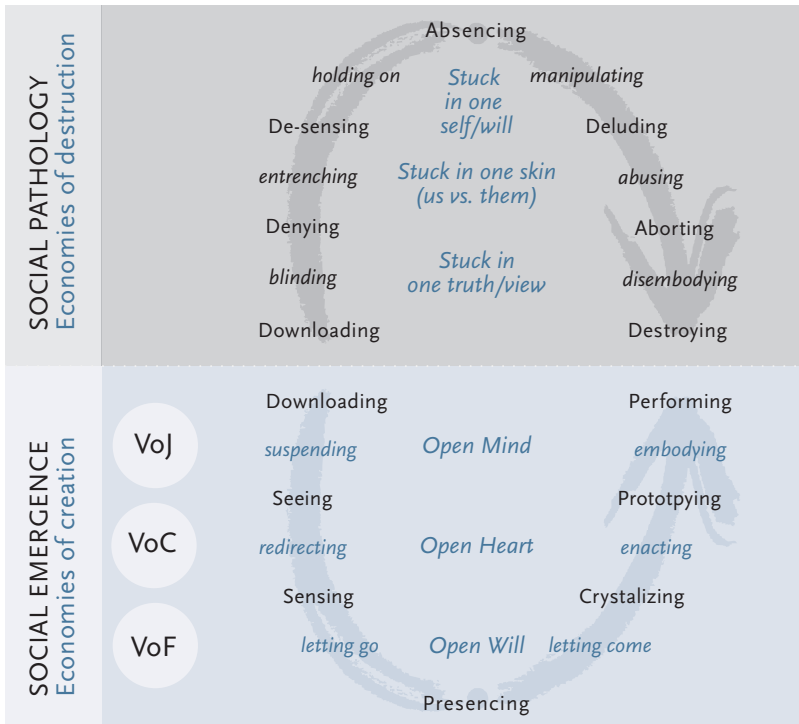 SOCIAL PATHOLOGY
Economies of destruction
Absencing
holding on
Stuck
in one
self/will
manipulating
De-sensing
Deluding
entrenching
Stuck in one skin
(us vs. them)
abusing
Denying
Aborting
blinding
Stuck in
one truth/view
disembodying
Downloading
Destroying
SOCIAL EMERGENCE
Economies of creation
Downloading
Performing
VoJ
suspending
Open Mind
embodying
Seeing
Prototpying
VoC
redirecting
Open Heart
enacting
Sensing
Crystalizing
VoF
letting go
Open Will
letting come
Presencing